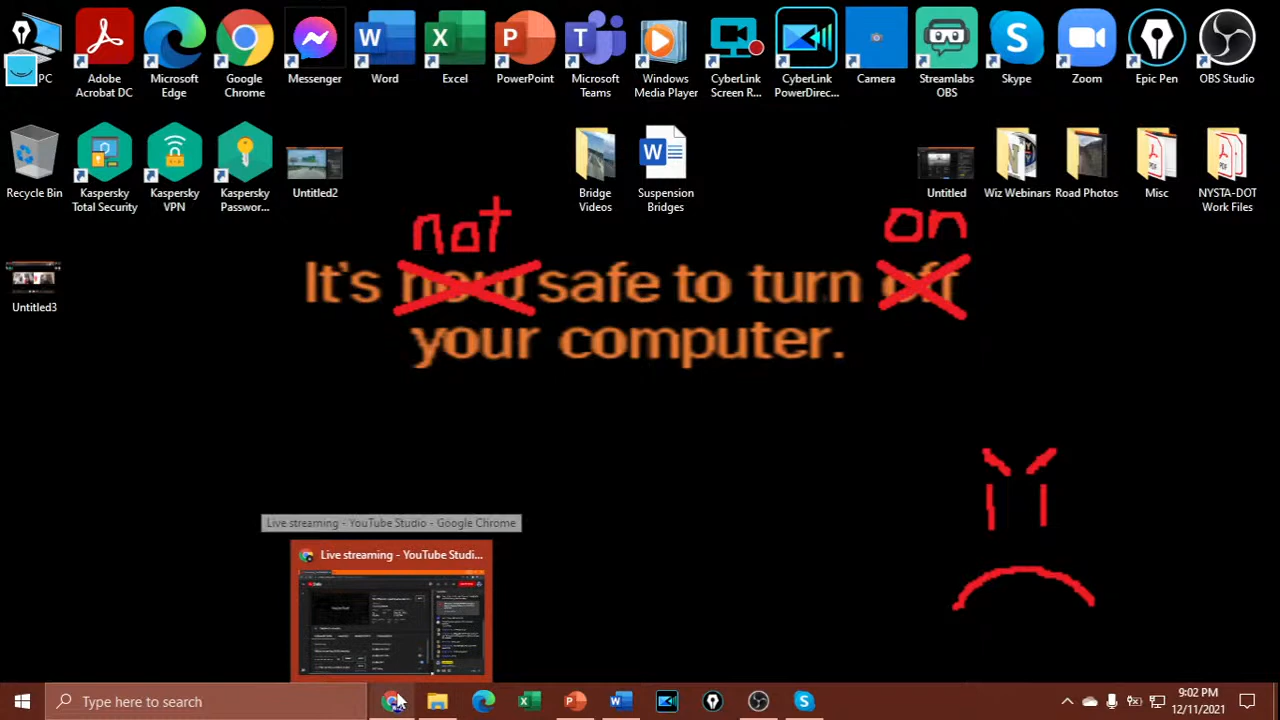 PC
Adobe Acrobat DC
Microsoft Edge
Google Chrome
Messenger
Word
Excel
PowerPoint
Microsoft Teams
Windows Media Player
CyberLink Screen R...
CyberLink PowerDirec...
Camera
Streamlabs OBS
Skype
Zoom
Epic Pen
OBS Studio
Recycle Bin
Kaspersky Total Security
Kaspersky VPN
Kaspersky Passwor...
Untitled2
Bridge Videos
Suspension Bridges
Untitled
Wiz Webinars
Road Photos
Misc
NYSTA-DOT Work Files
Untitled3
not on
It's now safe to turn off
your computer.
Live streaming - YouTube Studio - Google Chrome
Live streaming - YouTube Studi...
Type here to search
9:02 PM
12/11/2021